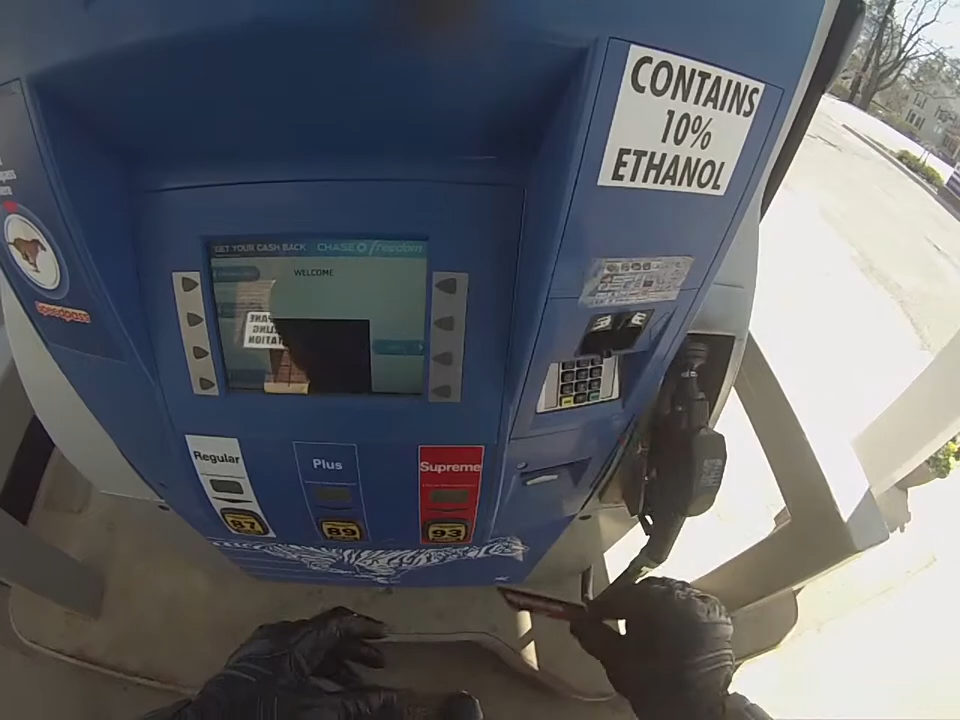 CONTAINS
10%
ETHANOL
GET YOUR CASH BACK CHASE freedom
WELCOME
Speedpass
Regular
Plus
Supreme
87
89
93